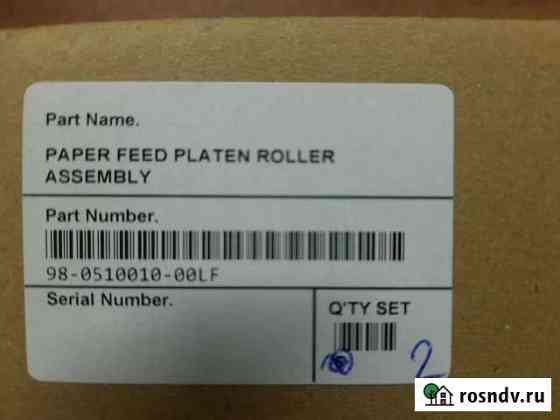 Part Name.
PAPER FEED PLATEN ROLLER
ASSEMBLY
Part Number.
98-0510010-00LF
Serial Number.
Q'TY SET
2
rosndv.ru